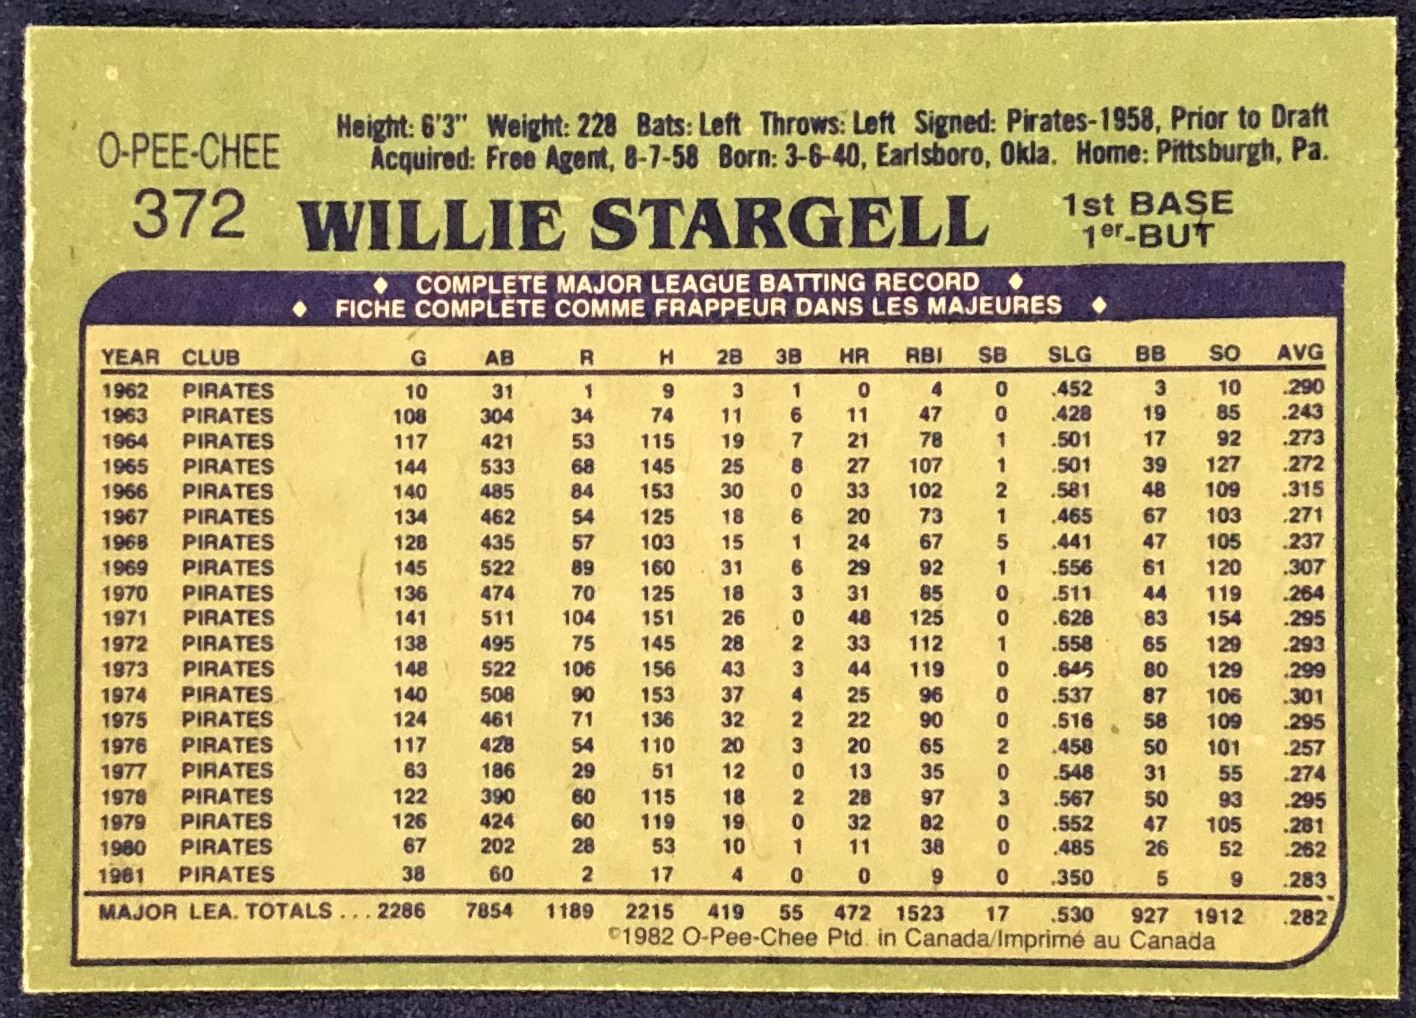 Height: 6'3" Weight: 228 Bats: Left Throws: Left Signed: Pirates-1958, Prior to Draft
Acquired: Free Agent, 8-7-58 Born: 3-6-40, Earlsboro, Okla. Home: Pittsburgh, Pa.
O-PEE-CHEE
372 WILLIE STARGELL 1st BASE
1er-BUT
♦ COMPLETE MAJOR LEAGUE BATTING RECORD ♦
♦ FICHE COMPLÈTE COMME FRAPPEUR DANS LES MAJEURES ♦
YEAR CLUB G AB R H 2B 3B HR RBI SB SLG BB SO AVG
1962 PIRATES 10 31 1 9 3 1 0 4 0 .452 3 10 .290
1963 PIRATES 108 304 34 74 11 6 11 47 0 .428 19 85 .243
1964 PIRATES 117 421 53 115 19 7 21 78 1 .501 17 92 .273
1965 PIRATES 144 533 68 145 25 8 27 107 1 .501 39 127 .272
1966 PIRATES 140 485 84 153 30 0 33 102 2 .581 48 109 .315
1967 PIRATES 134 462 54 125 18 6 20 73 1 .465 67 103 .271
1968 PIRATES 128 435 57 103 15 1 24 67 5 .441 47 105 .237
1969 PIRATES 145 522 89 160 31 6 29 92 1 .556 61 120 .307
1970 PIRATES 136 474 70 125 18 3 31 85 0 .511 44 119 .264
1971 PIRATES 141 511 104 151 26 0 48 125 0 .628 83 154 .295
1972 PIRATES 138 495 75 145 28 2 33 112 1 .558 65 129 .293
1973 PIRATES 148 522 106 156 43 3 44 119 0 .646 80 129 .299
1974 PIRATES 140 508 90 153 37 4 25 96 0 .537 87 106 .301
1975 PIRATES 124 461 71 136 32 2 22 90 0 .516 58 109 .295
1976 PIRATES 117 428 54 110 20 3 20 65 2 .458 50 101 .257
1977 PIRATES 63 186 29 51 12 0 13 35 0 .548 31 55 .274
1978 PIRATES 122 390 60 115 18 2 28 97 3 .567 50 93 .295
1979 PIRATES 126 424 60 119 19 0 32 82 0 .552 47 105 .281
1980 PIRATES 67 202 28 53 10 1 11 38 0 .485 26 52 .262
1981 PIRATES 38 60 2 17 4 0 0 9 0 .350 5 9 .283
MAJOR LEA. TOTALS ... 2286 7854 1189 2215 419 55 472 1523 17 .530 927 1912 .282
©1982 O-Pee-Chee Ptd. in Canada/Imprimé au Canada